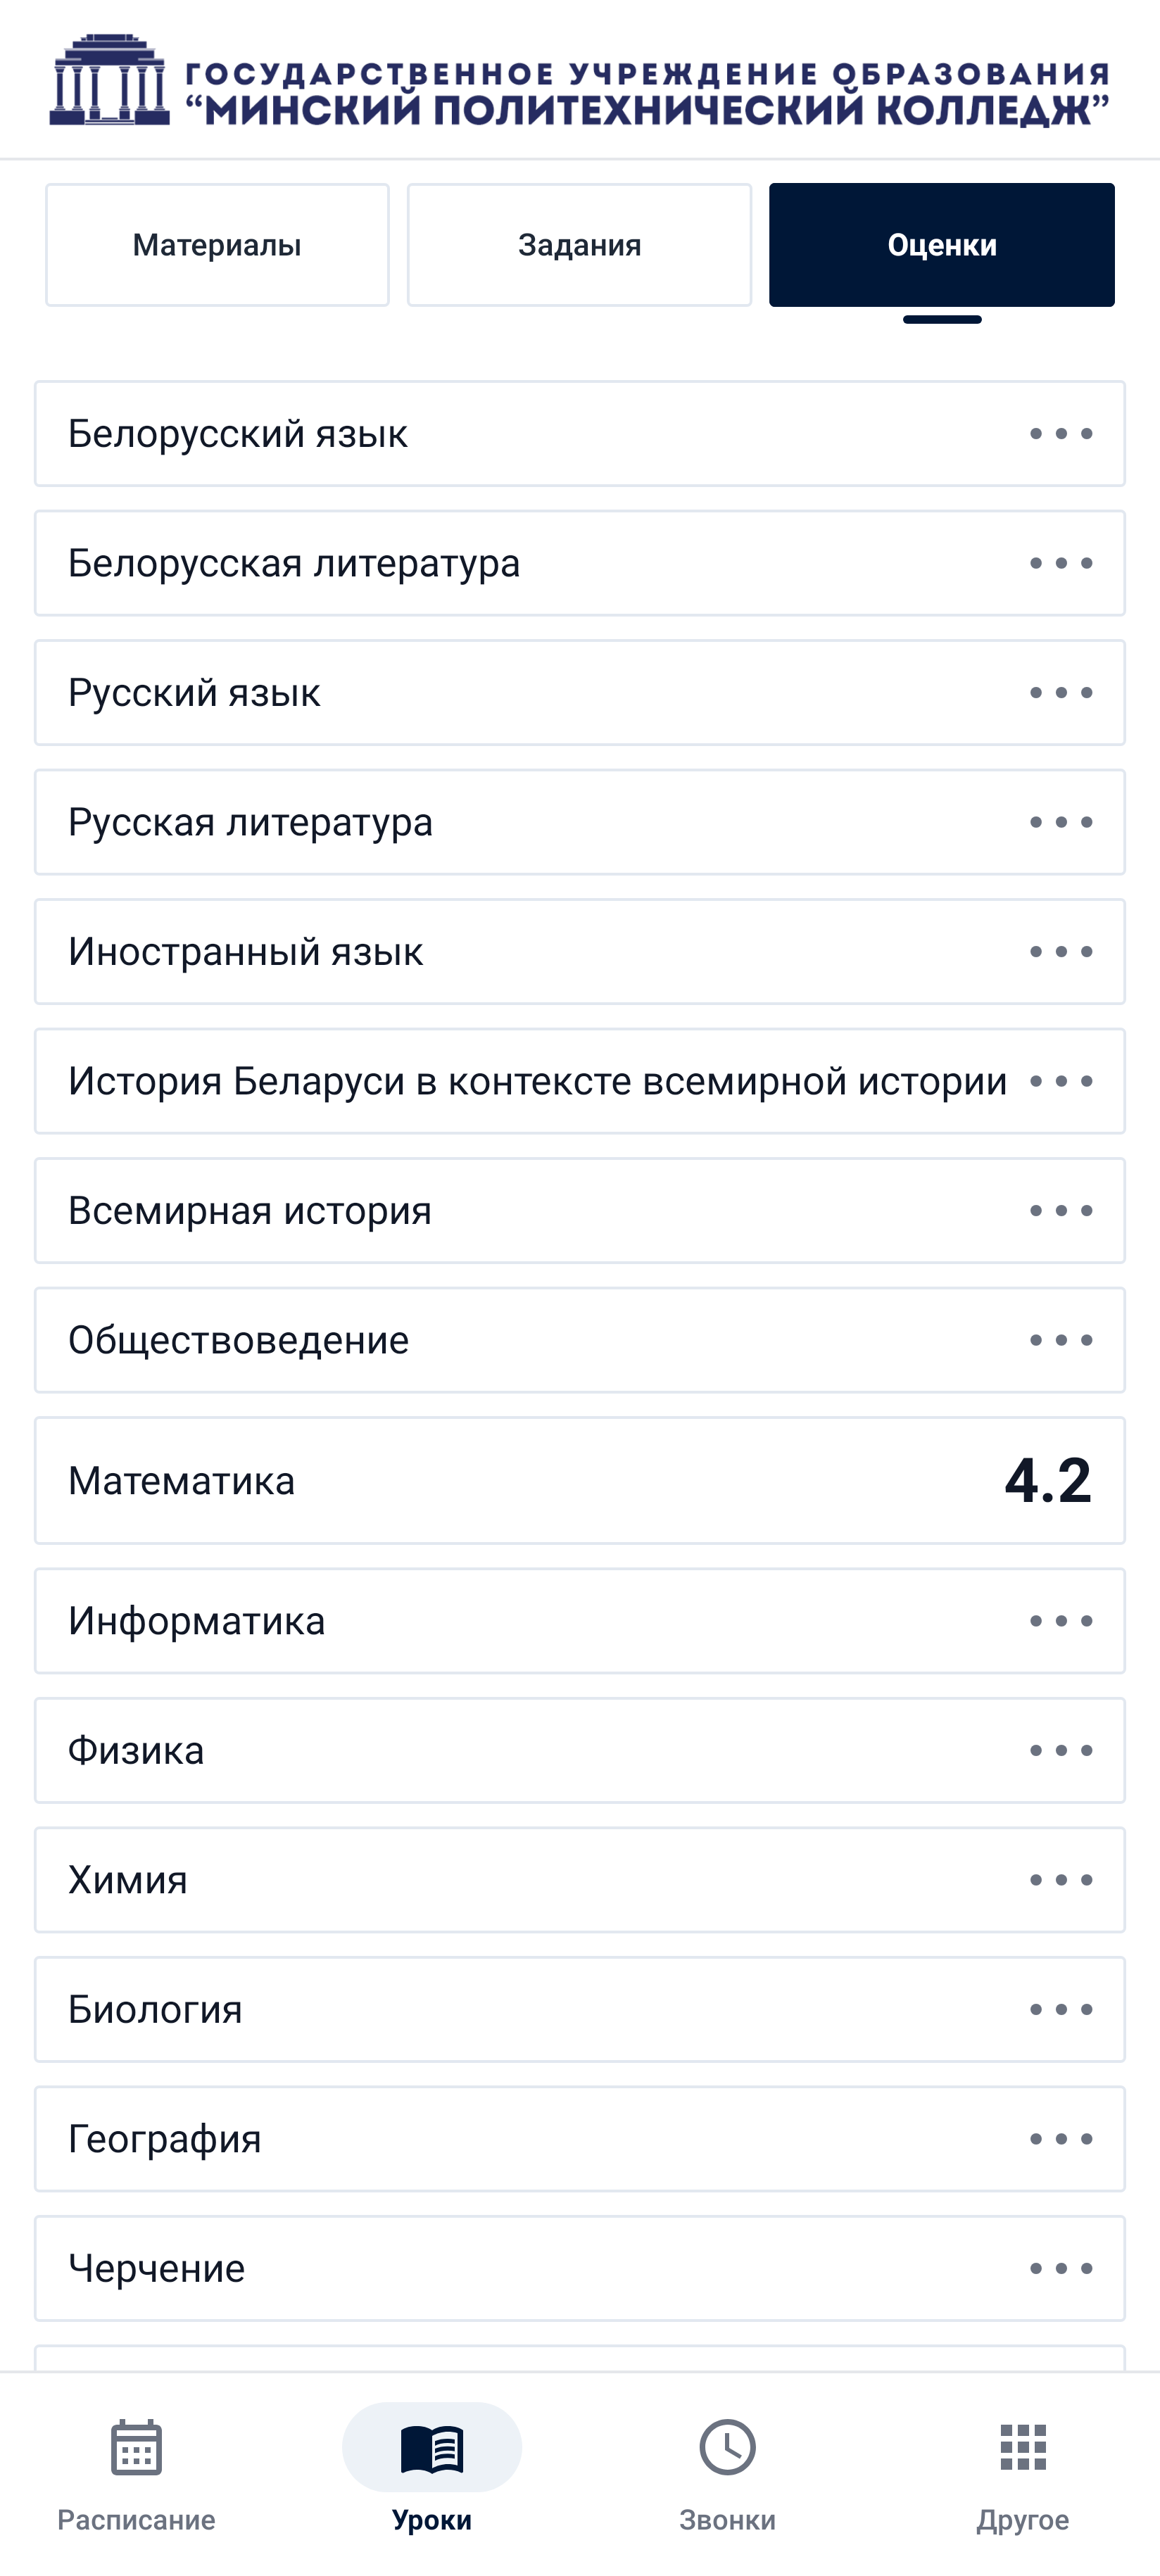 ГОСУДАРСТВЕННОЕ УЧРЕЖДЕНИЕ ОБРАЗОВАНИЯ
“МИНСКИЙ ПОЛИТЕХНИЧЕСКИЙ КОЛЛЕДЖ”
Материалы Задания Оценки
Белорусский язык
Белорусская литература
Русский язык
Русская литература
Иностранный язык
История Беларуси в контексте всемирной истории
Всемирная история
Обществоведение
Математика 4.2
Информатика
Физика
Химия
Биология
География
Черчение
Расписание Уроки Звонки Другое